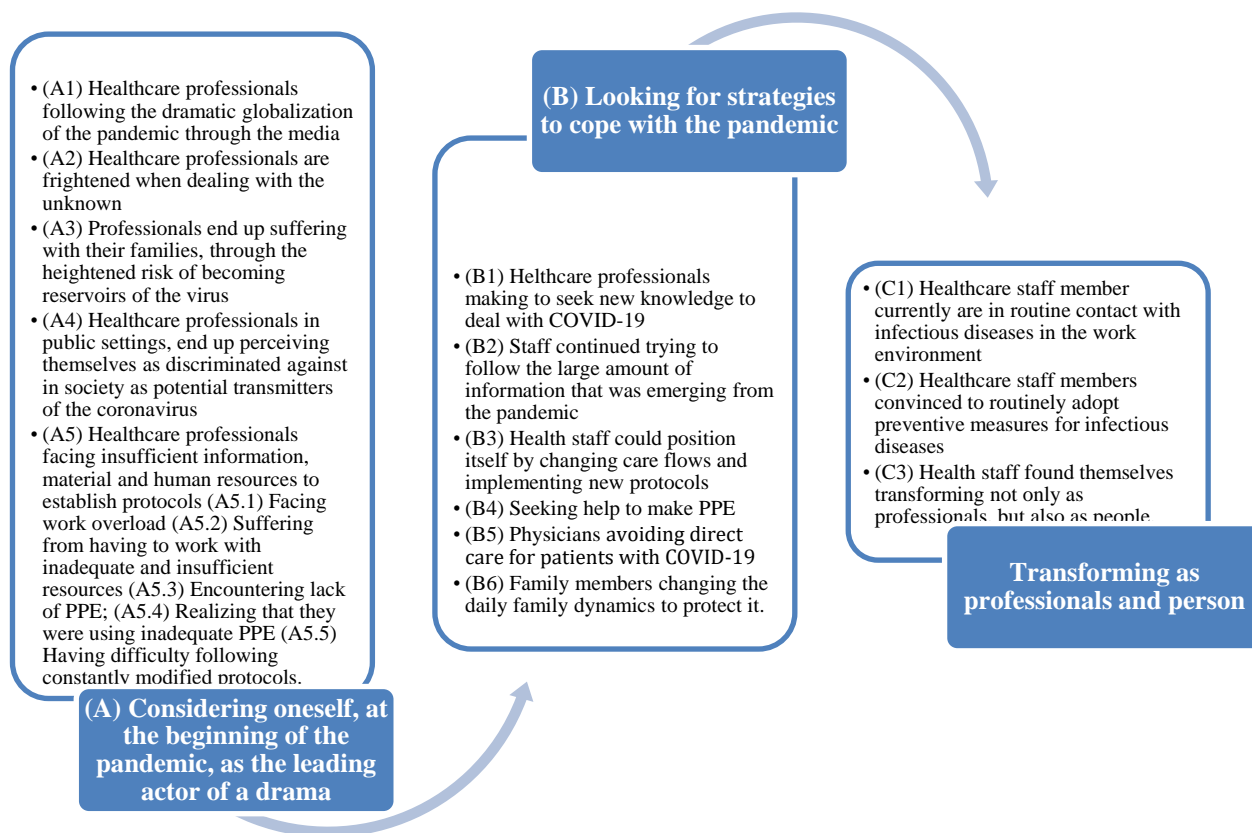 • (A1) Healthcare professionals
following the dramatic globalization
of the pandemic through the media
• (A2) Healthcare professionals are
frightened when dealing with the
unknown
• (A3) Professionals end up suffering
with their families, through the
heightened risk of becoming
reservoirs of the virus
• (A4) Healthcare professionals in
public settings, end up perceiving
themselves as discriminated against
in society as potential transmitters
of the coronavirus
• (A5) Healthcare professionals
facing insufficient information,
material and human resources to
establish protocols (A5.1) Facing
work overload (A5.2) Suffering
from having to work with
inadequate and insufficient
resources (A5.3) Encountering lack
of PPE; (A5.4) Realizing that they
were using inadequate PPE (A5.5)
Having difficulty following
constantly modified protocols.
(A) Considering oneself, at
the beginning of the
pandemic, as the leading
actor of a drama
(B) Looking for strategies
to cope with the pandemic
• (B1) Helthcare professionals
making to seek new knowledge to
deal with COVID-19
• (B2) Staff continued trying to
follow the large amount of
information that was emerging from
the pandemic
• (B3) Health staff could position
itself by changing care flows and
implementing new protocols
• (B4) Seeking help to make PPE
• (B5) Physicians avoiding direct
care for patients with COVID-19
• (B6) Family members changing the
daily family dynamics to protect it.
• (C1) Healthcare staff member
currently are in routine contact with
infectious diseases in the work
environment
• (C2) Healthcare staff members
convinced to routinely adopt
preventive measures for infectious
diseases
• (C3) Health staff found themselves
transforming not only as
professionals, but also as people
Transforming as
professionals and person